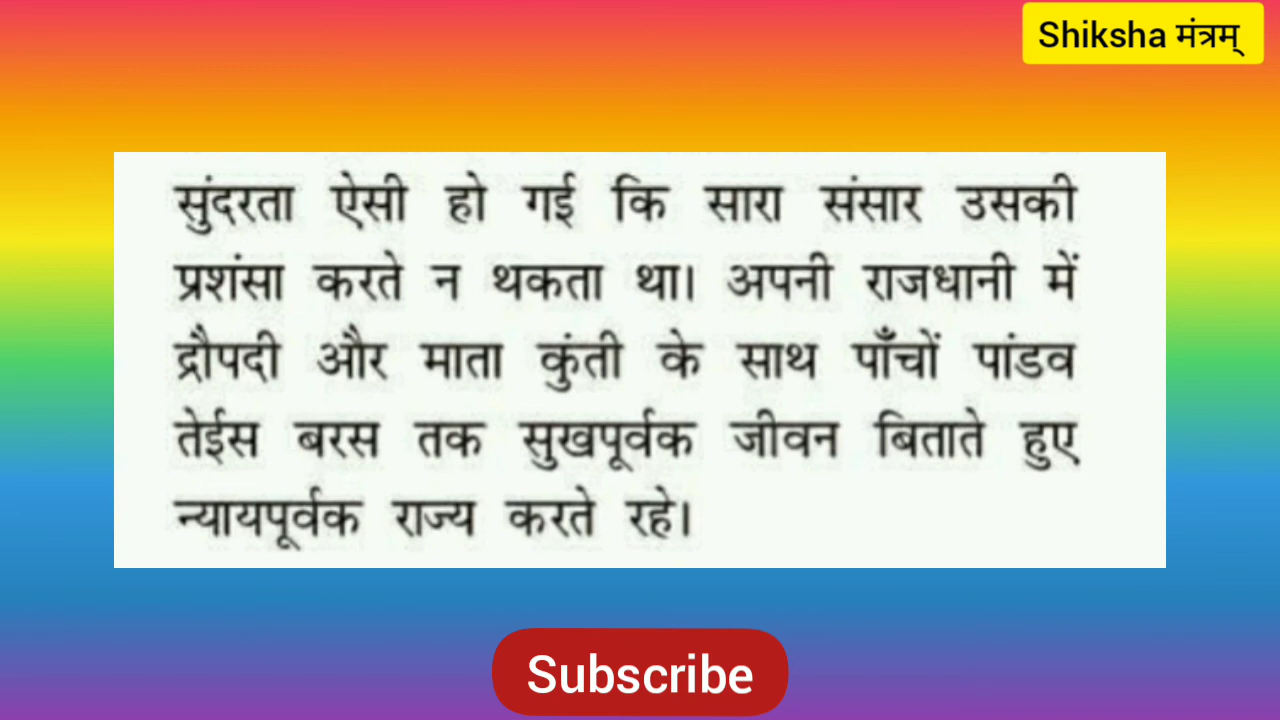 Shiksha मंत्रम्
सुंदरता ऐसी हो गई कि सारा संसार उसकी
प्रशंसा करते न थकता था। अपनी राजधानी में
द्रौपदी और माता कुंती के साथ पाँचों पांडव
तेईस बरस तक सुखपूर्वक जीवन बिताते हुए
न्यायपूर्वक राज्य करते रहे।
Subscribe